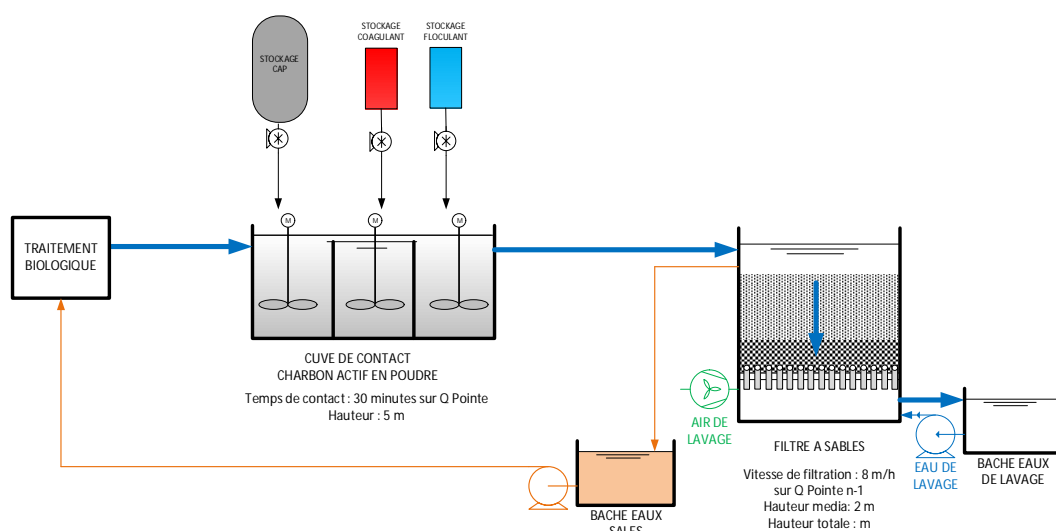 STOCKAGE
CAP
STOCKAGE
COAGULANT
STOCKAGE
FLOCULANT
M
M
M
TRAITEMENT
BIOLOGIQUE
CUVE DE CONTACT
CHARBON ACTIF EN POUDRE
Temps de contact : 30 minutes sur Q Pointe
Hauteur : 5 m
AIR DE
LAVAGE
FILTRE A SABLES
Vitesse de filtration : 8 m/h
sur Q Pointe n-1
Hauteur media: 2 m
Hauteur totale : m
EAU DE
LAVAGE
BACHE EAUX
DE LAVAGE
BACHE EAUX
SALES